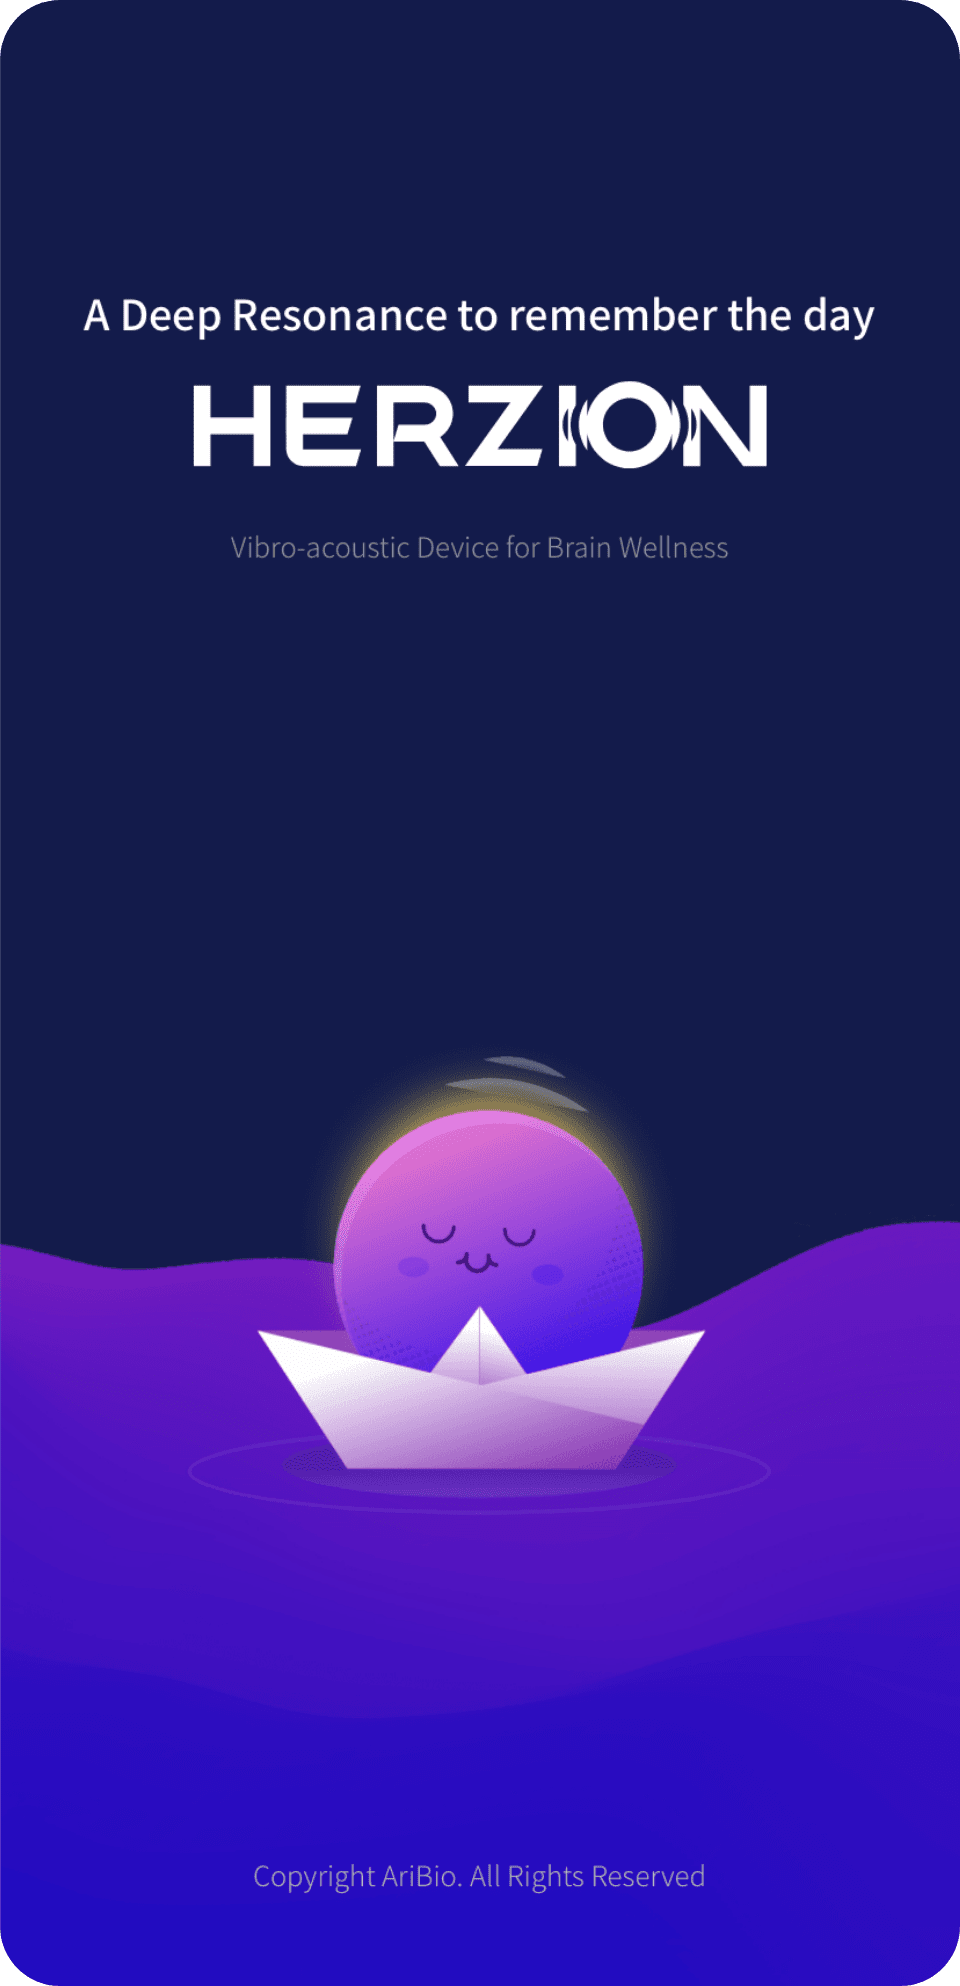 A Deep Resonance to remember the day
HERZION
Vibro-acoustic Device for Brain Wellness
Copyright AriBio. All Rights Reserved